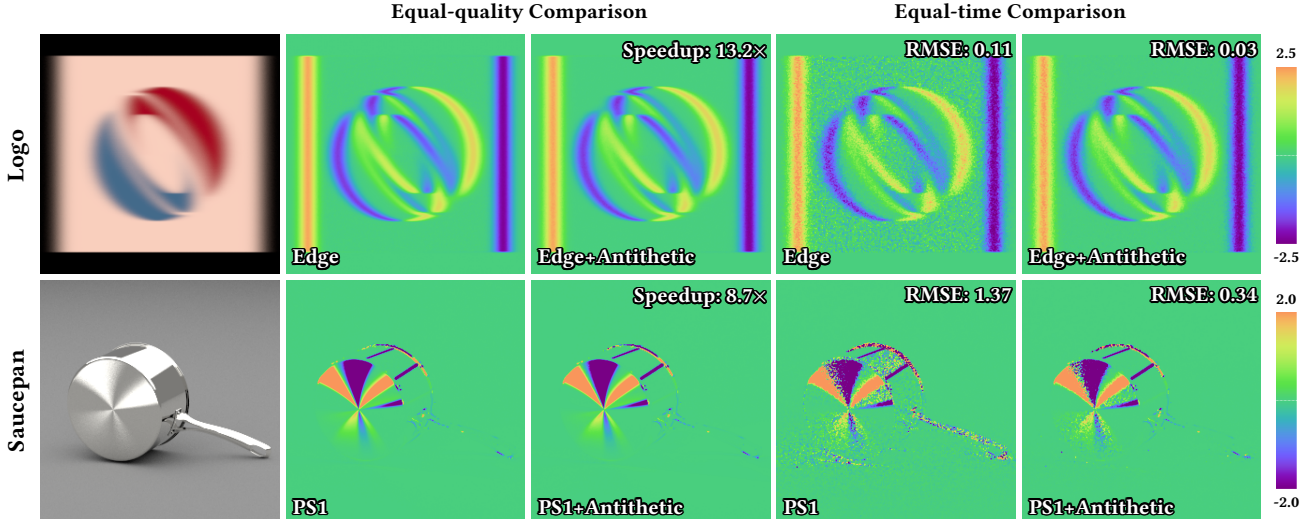 Equal-quality Comparison
Equal-time Comparison
Logo
Edge
Speedup: 13.2×
Edge+Antithetic
RMSE: 0.11
Edge
RMSE: 0.03
Edge+Antithetic
2.5
-2.5
Saucepan
PS1
Speedup: 8.7×
PS1+Antithetic
RMSE: 1.37
PS1
RMSE: 0.34
PS1+Antithetic
2.0
-2.0